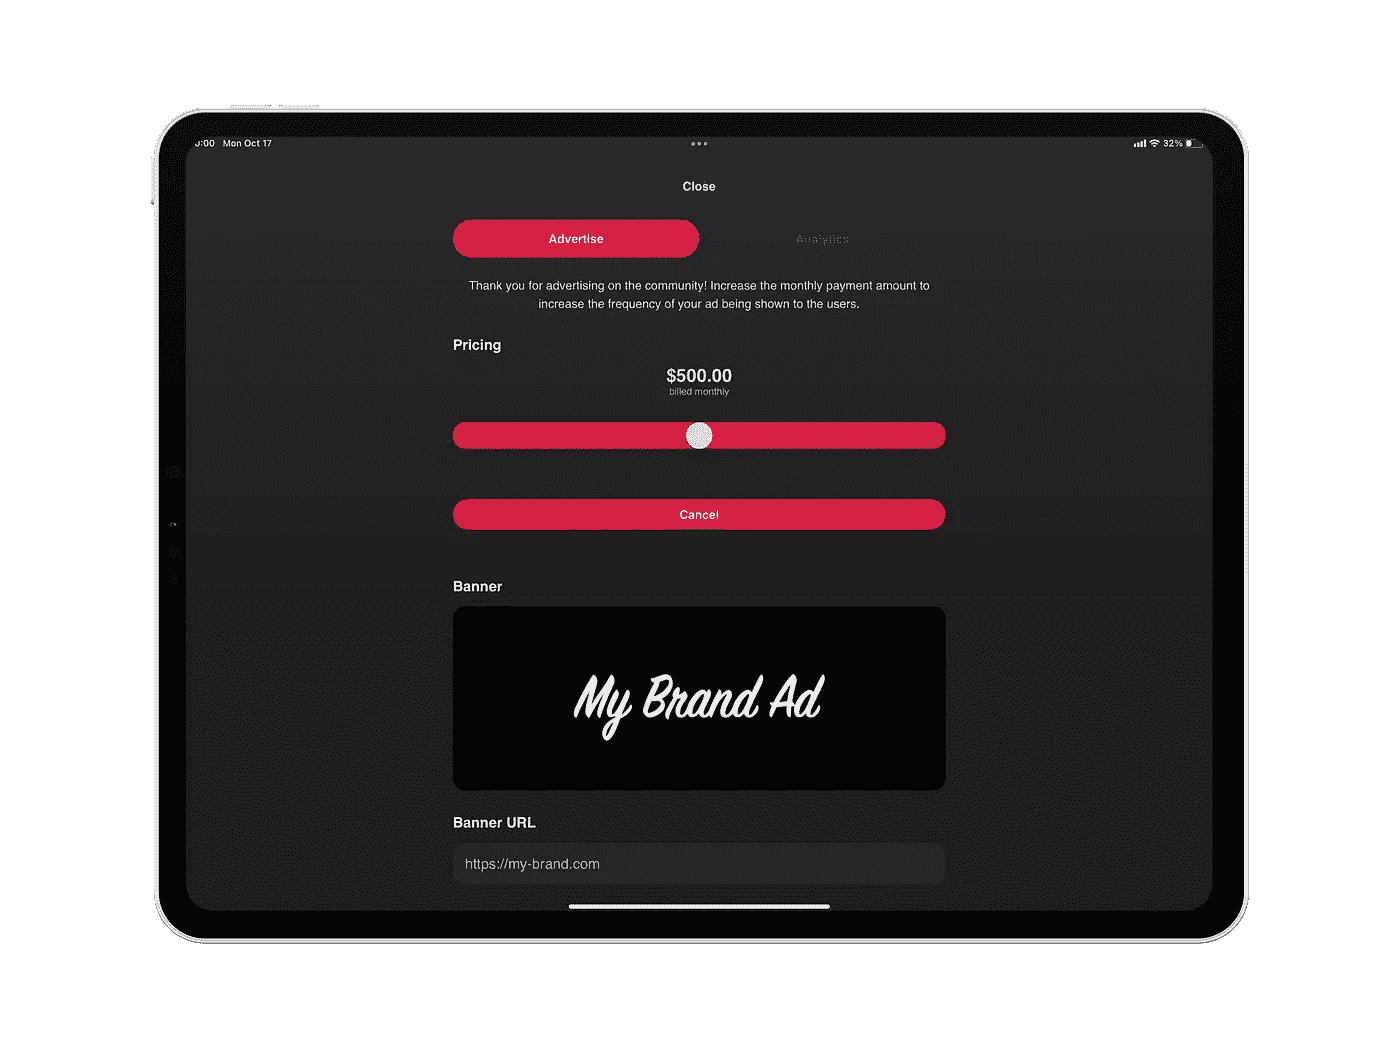 Mon Oct 17
32%
Close
Advertise
Analytics
Thank you for advertising on the community! Increase the monthly payment amount to
increase the frequency of your ad being shown to the users.
Pricing
$500.00
billed monthly
Cancel
Banner
My Brand Ad
Banner URL
https://my-brand.com